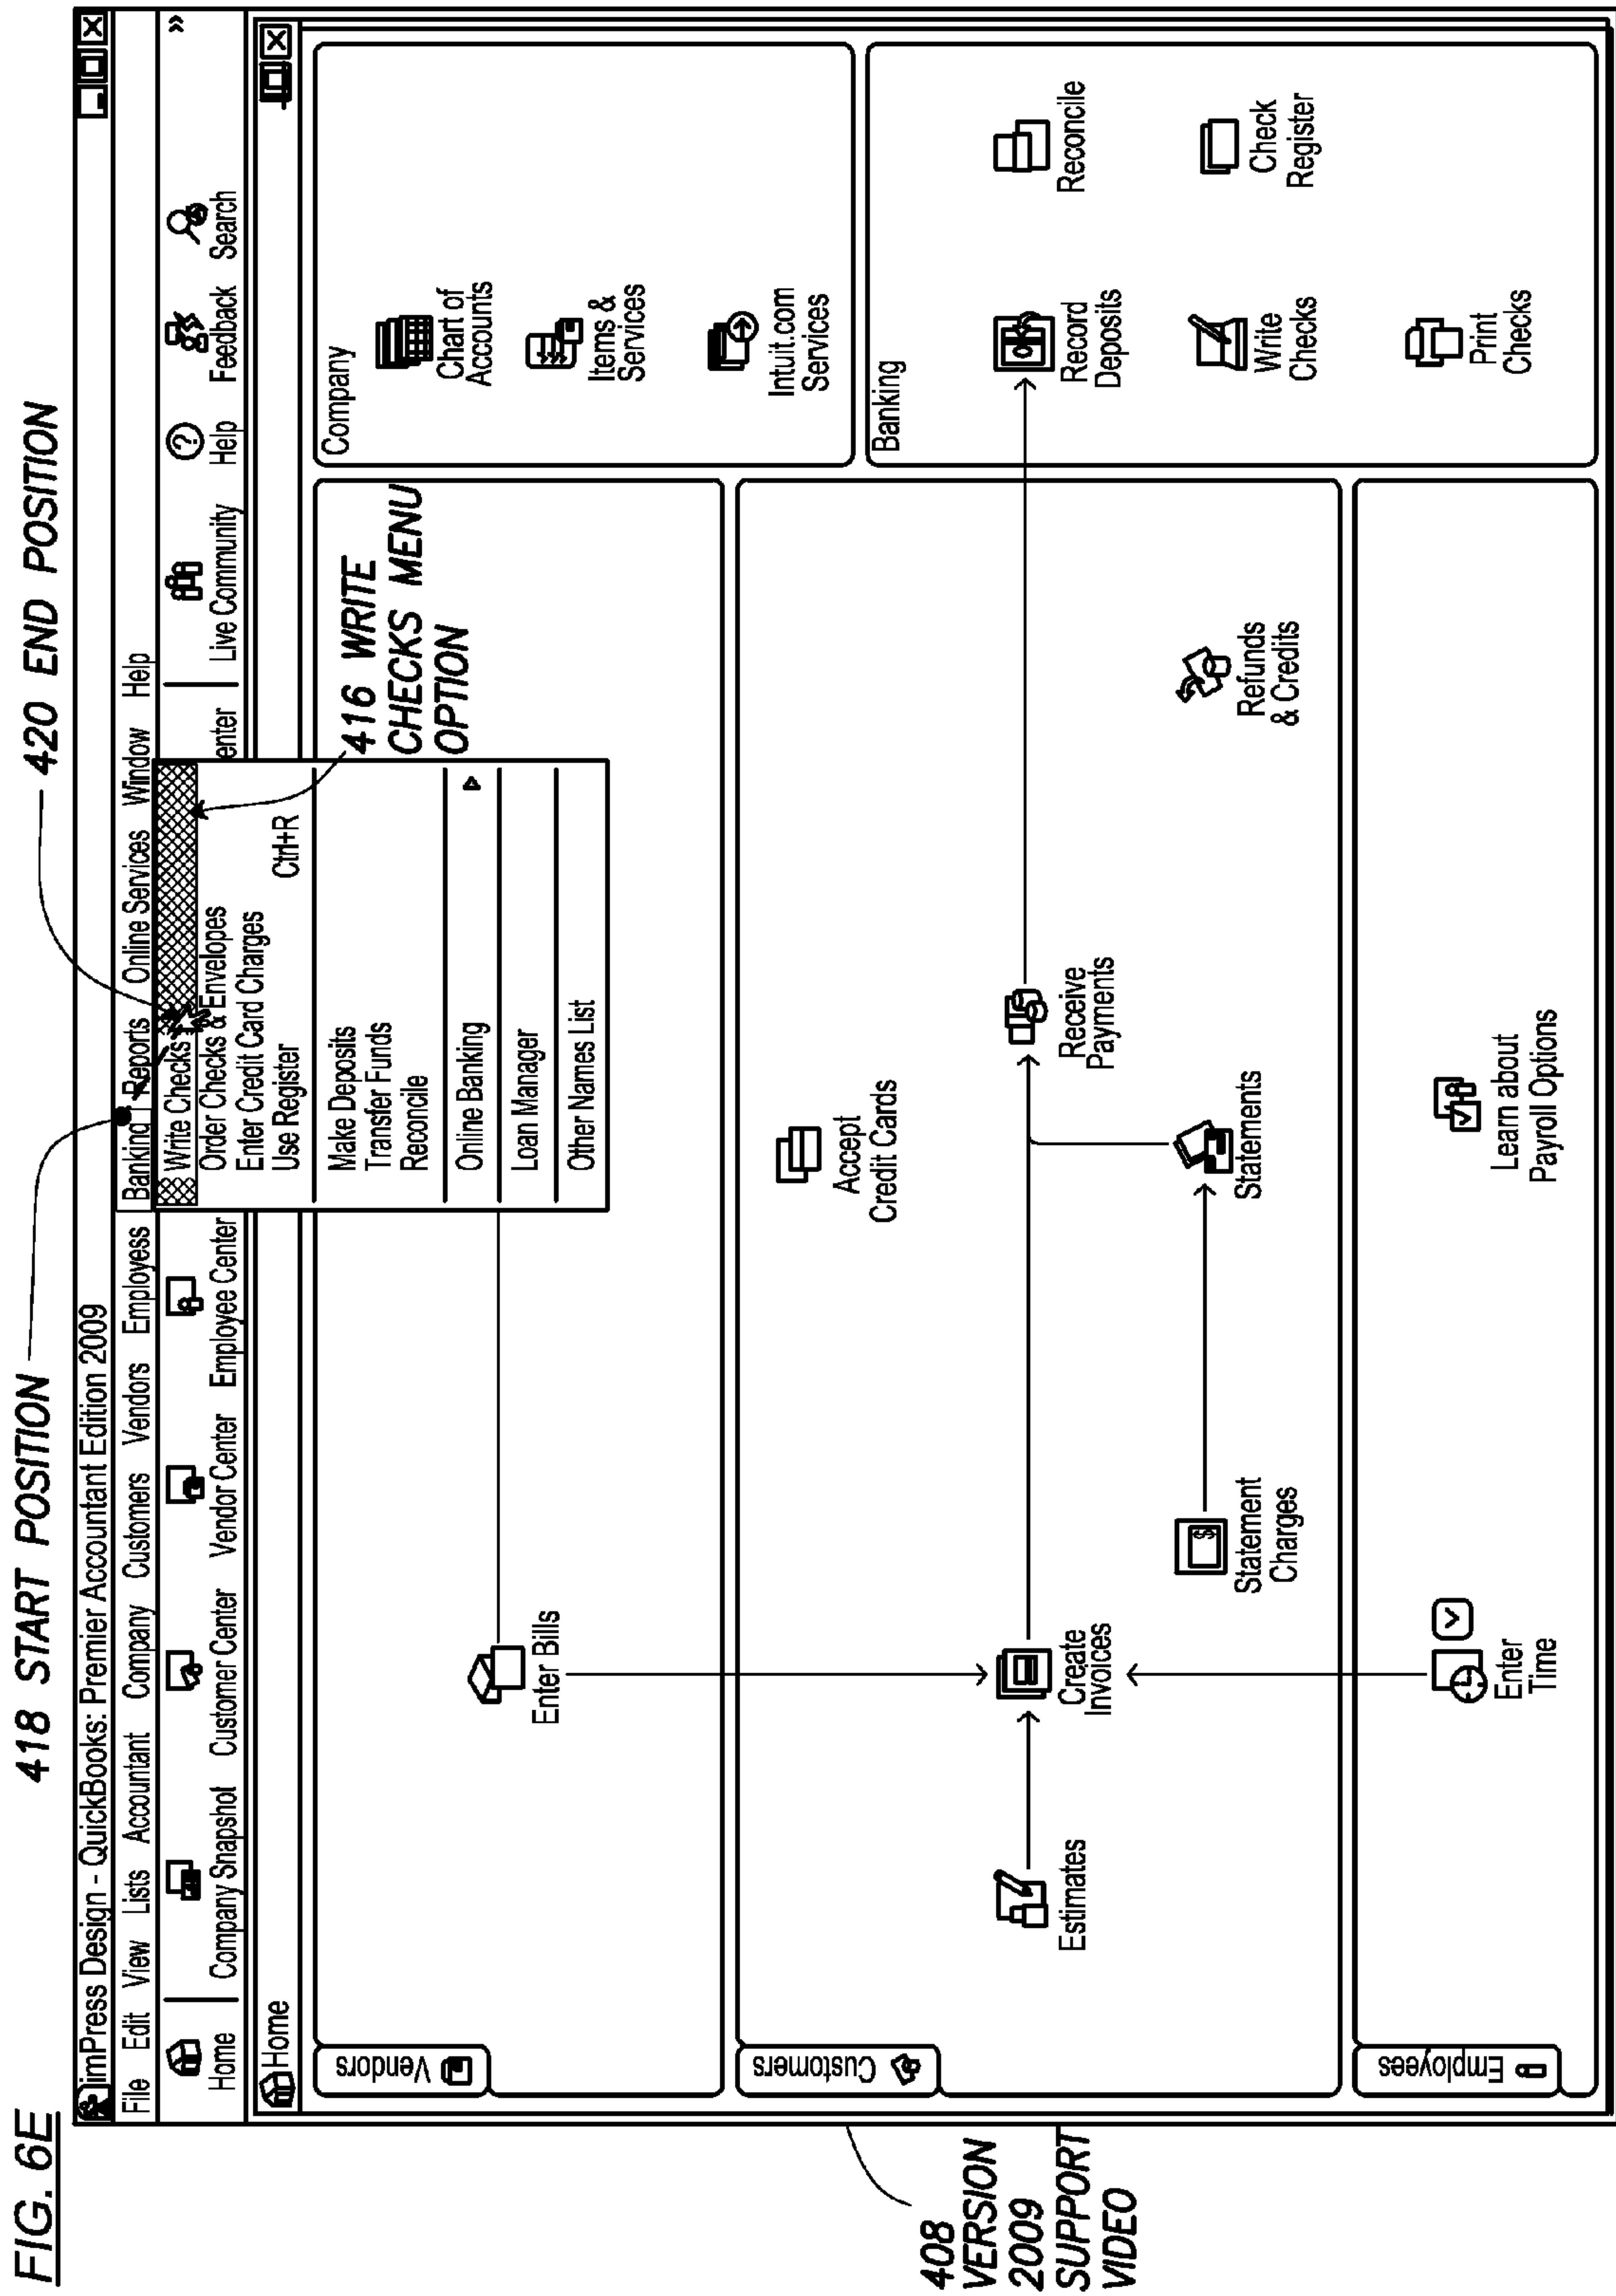 FIG. 6E
418 START POSITION
420 END POSITION
imPress Design - QuickBooks: Premier Accountant Edition 2009
File Edit View Lists Accountant Company Customers Vendors Employess Banking Reports Online Services Window Help
Home
Company Snapshot
Customer Center
Vendor Center
Employee Center
enter
Live Community
Help
Feedback
Search
»
Home
Write Checks
Order Checks & Envelopes
Enter Credit Card Charges
Use Register Ctrl+R
Make Deposits
Transfer Funds
Reconcile
Online Banking
Loan Manager
Other Names List
416 WRITE
CHECKS MENU
OPTION
Vendors
Enter Bills
Customers
Accept
Credit Cards
Estimates
Create
Invoices
Receive
Payments
Statement
Charges
Statements
Refunds
& Credits
Employees
Enter
Time
Learn about
Payroll Options
Company
Chart of
Accounts
Items &
Services
Intuit.com
Services
Banking
Record
Deposits
Reconcile
Write
Checks
Check
Register
Print
Checks
408
VERSION
2009
SUPPORT
VIDEO